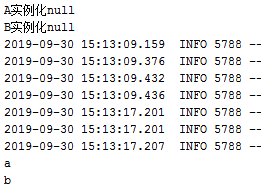 A实例化null
B实例化null
2019-09-30 15:13:09.159  INFO 5788 --
2019-09-30 15:13:09.376  INFO 5788 --
2019-09-30 15:13:09.432  INFO 5788 --
2019-09-30 15:13:09.436  INFO 5788 --
2019-09-30 15:13:17.201  INFO 5788 --
2019-09-30 15:13:17.201  INFO 5788 --
2019-09-30 15:13:17.207  INFO 5788 --
a
b